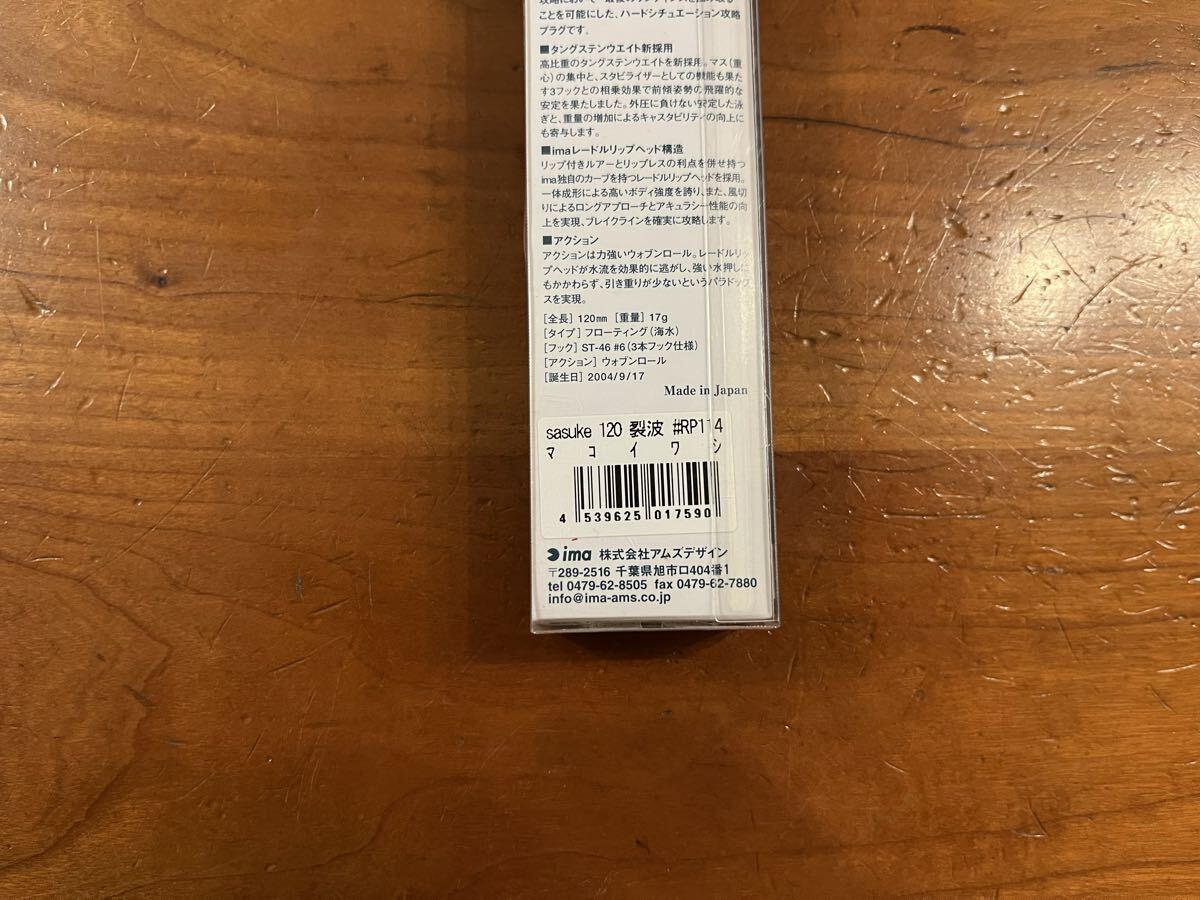 ことを可能にした、ハードシチュエーション攻略
プラグです。
■タングステンウエイト新採用
高比重のタングステンウエイトを新採用。マス(重
心)の集中と、スタビライザーとしての機能も果た
す3フックとの相乗効果で前傾姿勢の飛躍的な
安定を果たしました。外圧に負けない安定した泳
ぎと、重量の増加によるキャスタビリティの向上に
も寄与します。
■imaレードルリップヘッド構造
リップ付きルアーとリップレスの利点を併せ持つ
ima独自のカーブを持つレードルリップヘッドを採用。
一体成形による高いボディ強度を誇り、また、風切
りによるロングアプローチとアキュラシー性能の向
上を実現、ブレイクラインを確実に攻略します。
■アクション
アクションは力強いウォブンロール。レードルリッ
プヘッドが水流を効果的に逃がし、強い水押しに
もかかわらず、引き重りが少ないというパラドック
スを実現。
[全長] 120mm [重量] 17g
[タイプ] フローティング(海水)
[フック] ST-46 #6(3本フック仕様)
[アクション] ウォブンロール
[誕生日] 2004/9/17
Made in Japan
sasuke 120 裂波 #RP114
マコイワシ
4 539625 017590
ima 株式会社アムズデザイン
〒289-2516 千葉県旭市ロ404番1
tel 0479-62-8505 fax 0479-62-7880
info@ima-ams.co.jp